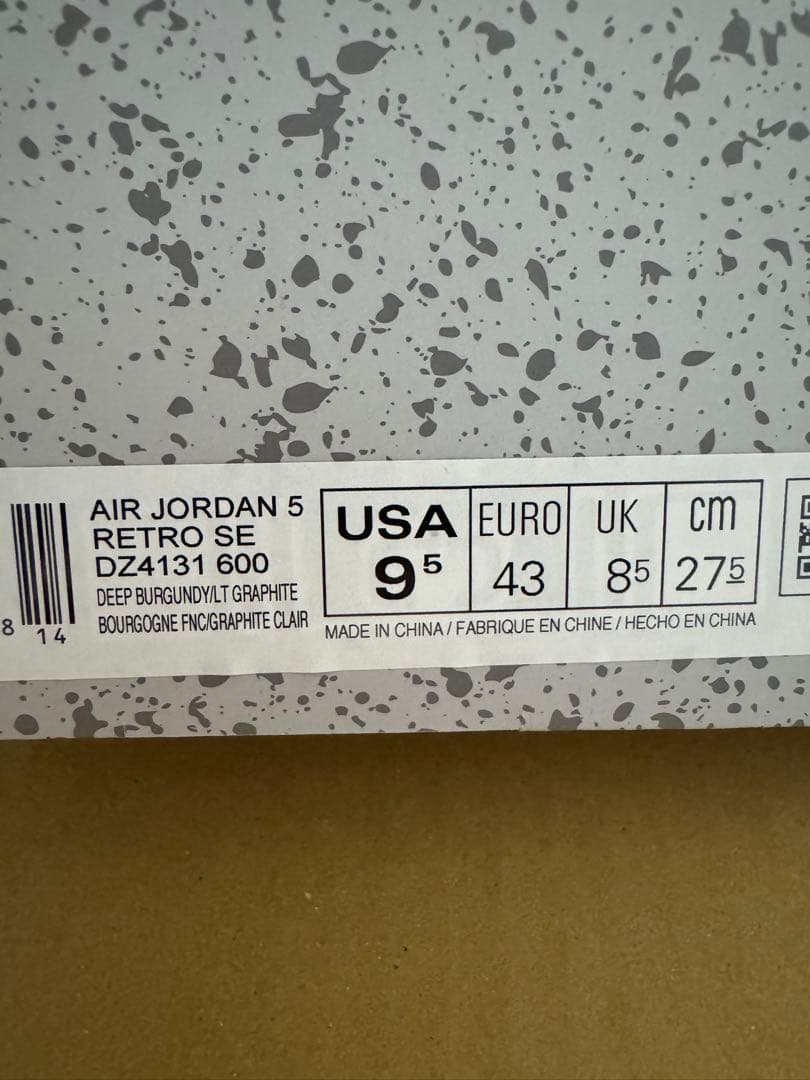 AIR JORDAN 5
RETRO SE
DZ4131 600
DEEP BURGUNDY/LT GRAPHITE
BOURGOGNE FNC/GRAPHITE CLAIR
8 14
USA EURO UK cm
9⁵ 43 8⁵ 27⁵
MADE IN CHINA / FABRIQUE EN CHINE / HECHO EN CHINA